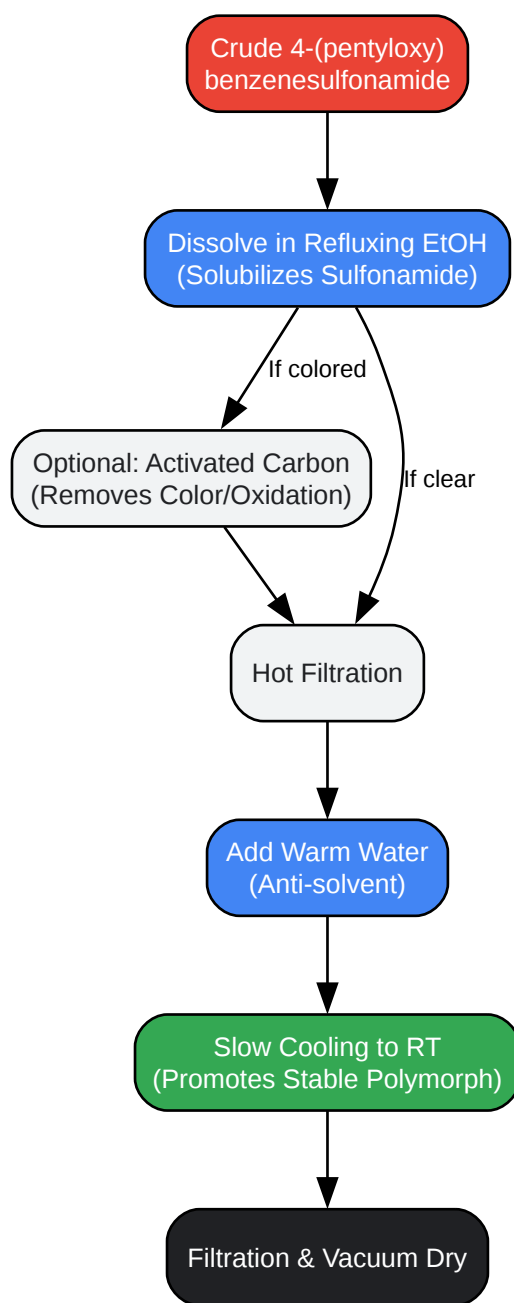 Crude 4-(pentyloxy)
benzenesulfonamide
Dissolve in Refluxing EtOH
(Solubilizes Sulfonamide)
If colored
Optional: Activated Carbon
(Removes Color/Oxidation)
If clear
Hot Filtration
Add Warm Water
(Anti-solvent)
Slow Cooling to RT
(Promotes Stable Polymorph)
Filtration & Vacuum Dry